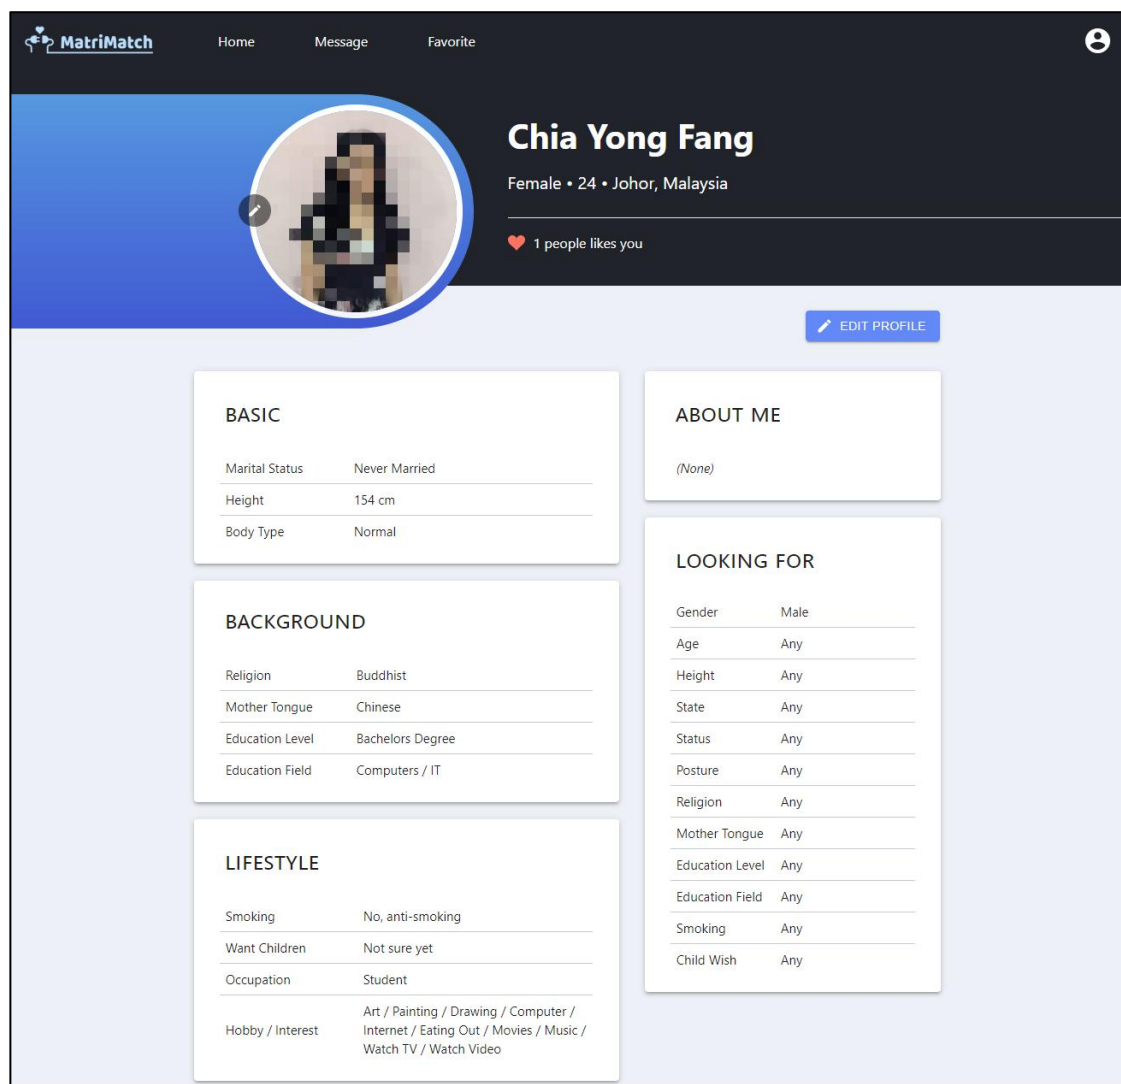 MatriMatch Home Message Favorite
Chia Yong Fang
Female • 24 • Johor, Malaysia
1 people likes you
EDIT PROFILE
BASIC
Marital Status Never Married
Height 154 cm
Body Type Normal
BACKGROUND
Religion Buddhist
Mother Tongue Chinese
Education Level Bachelors Degree
Education Field Computers / IT
LIFESTYLE
Smoking No, anti-smoking
Want Children Not sure yet
Occupation Student
Hobby / Interest Art / Painting / Drawing / Computer /
Internet / Eating Out / Movies / Music /
Watch TV / Watch Video
ABOUT ME
(None)
LOOKING FOR
Gender Male
Age Any
Height Any
State Any
Status Any
Posture Any
Religion Any
Mother Tongue Any
Education Level Any
Education Field Any
Smoking Any
Child Wish Any